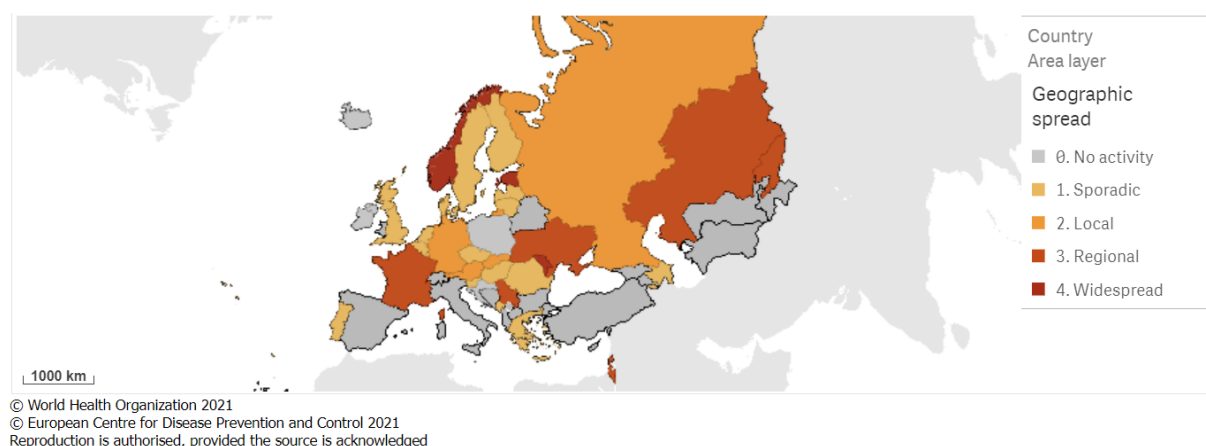 Country
Area layer
Geographic
spread
0. No activity
1. Sporadic
2. Local
3. Regional
4. Widespread
1000 km
© World Health Organization 2021
© European Centre for Disease Prevention and Control 2021
Reproduction is authorised, provided the source is acknowledged